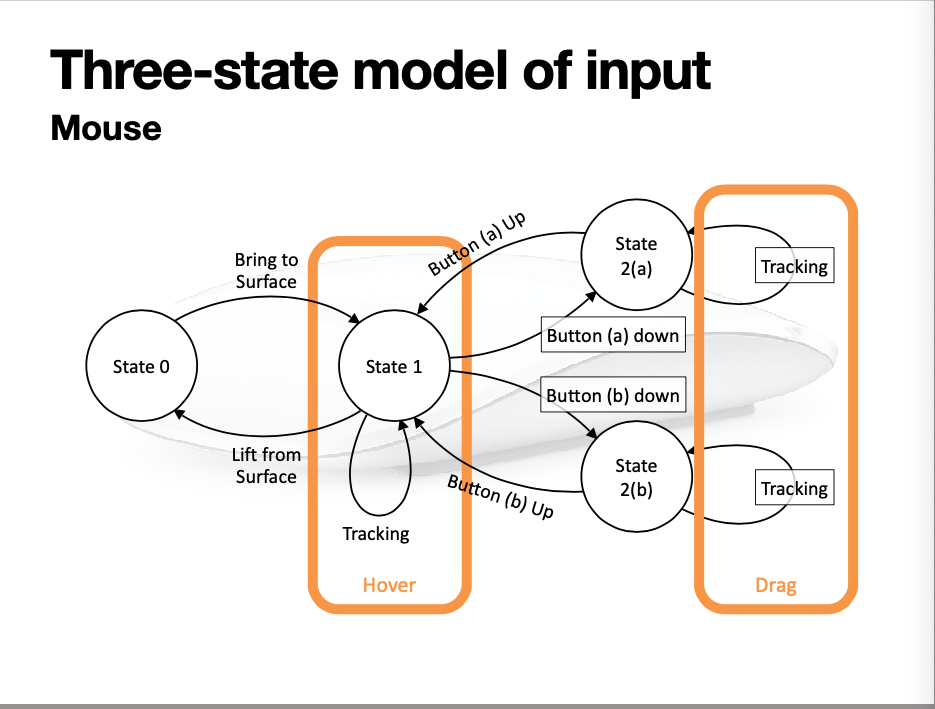 Three-state model of input
Mouse
Button (a) Up
State
2(a)
Tracking
Bring to
Surface
Button (a) down
State 0
State 1
Button (b) down
Lift from
Surface
Button (b) Up
State
2(b)
Tracking
Tracking
Hover
Drag